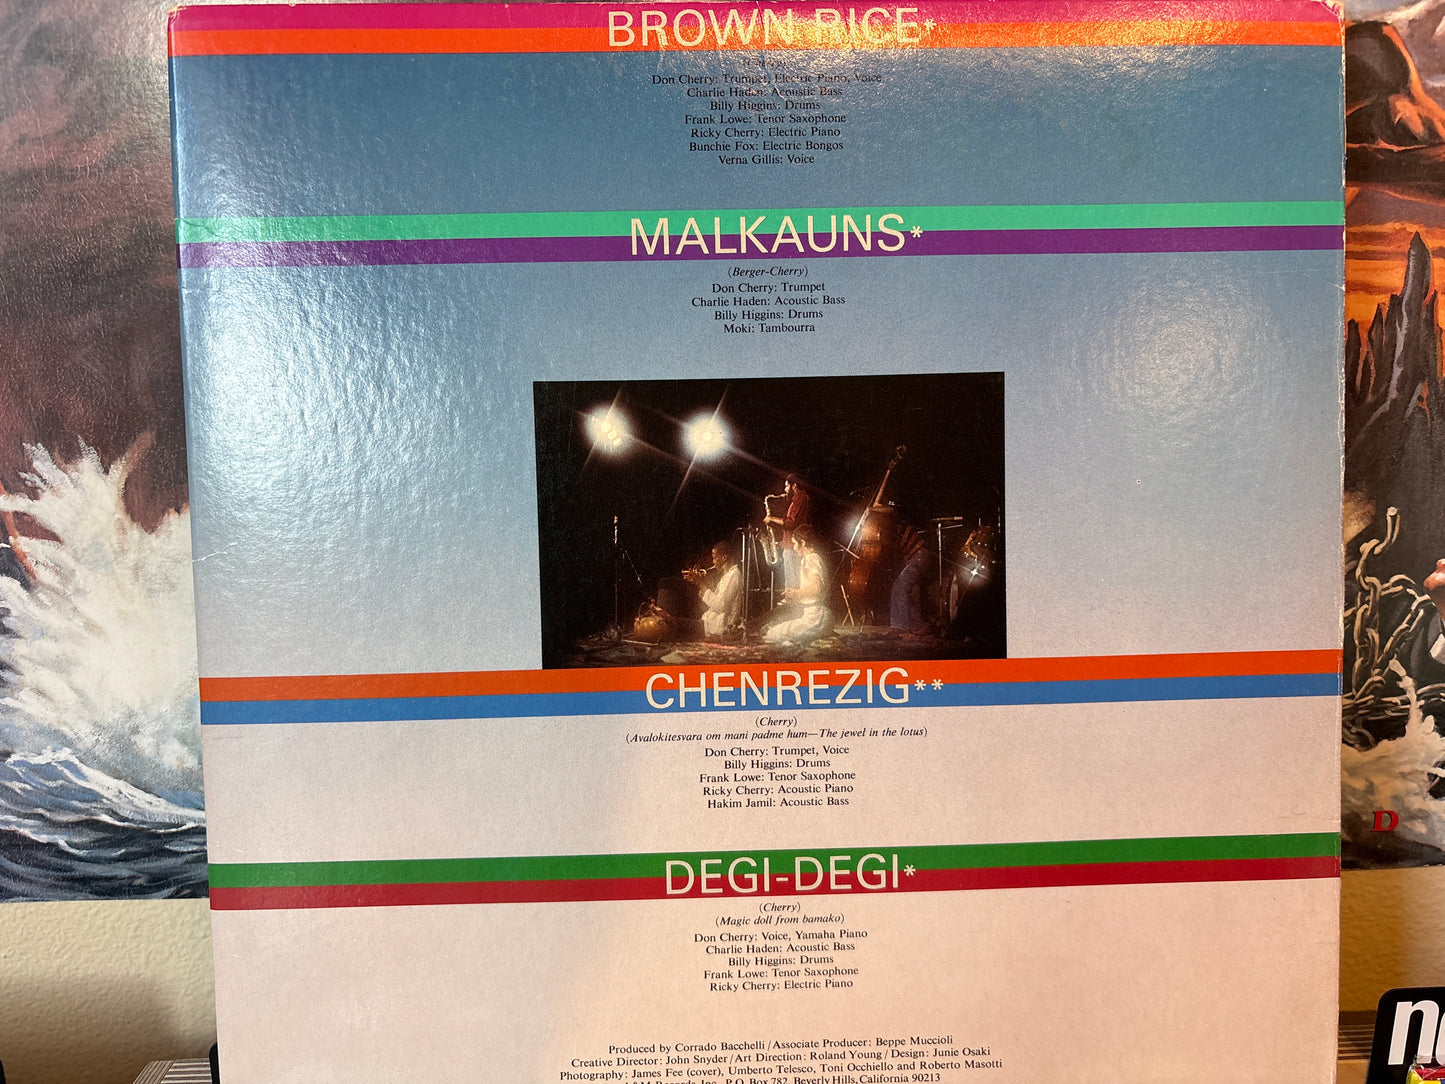 BROWN RICE*
(Cherry)
Don Cherry: Trumpet, Electric Piano, Voice
Charlie Haden: Acoustic Bass
Billy Higgins: Drums
Frank Lowe: Tenor Saxophone
Ricky Cherry: Electric Piano
Bunchie Fox: Electric Bongos
Verna Gillis: Voice
MALKAUNS*
(Berger-Cherry)
Don Cherry: Trumpet
Charlie Haden: Acoustic Bass
Billy Higgins: Drums
Moki: Tambourra
CHENREZIG**
(Cherry)
(Avalokitesvara om mani padme hum—The jewel in the lotus)
Don Cherry: Trumpet, Voice
Billy Higgins: Drums
Frank Lowe: Tenor Saxophone
Ricky Cherry: Acoustic Piano
Hakim Jamil: Acoustic Bass
DEGI-DEGI*
(Cherry)
(Magic doll from bamako)
Don Cherry: Voice, Yamaha Piano
Charlie Haden: Acoustic Bass
Billy Higgins: Drums
Frank Lowe: Tenor Saxophone
Ricky Cherry: Electric Piano
Produced by Corrado Bacchelli/Associate Producer: Beppe Muccioli
Creative Director: John Snyder/Art Direction: Roland Young/Design: Junie Osaki
Photography: James Fee (cover), Umberto Telesco, Toni Occhiello and Roberto Masotti
A&M Records, Inc., P.O. Box 782, Beverly Hills, California 90213
D